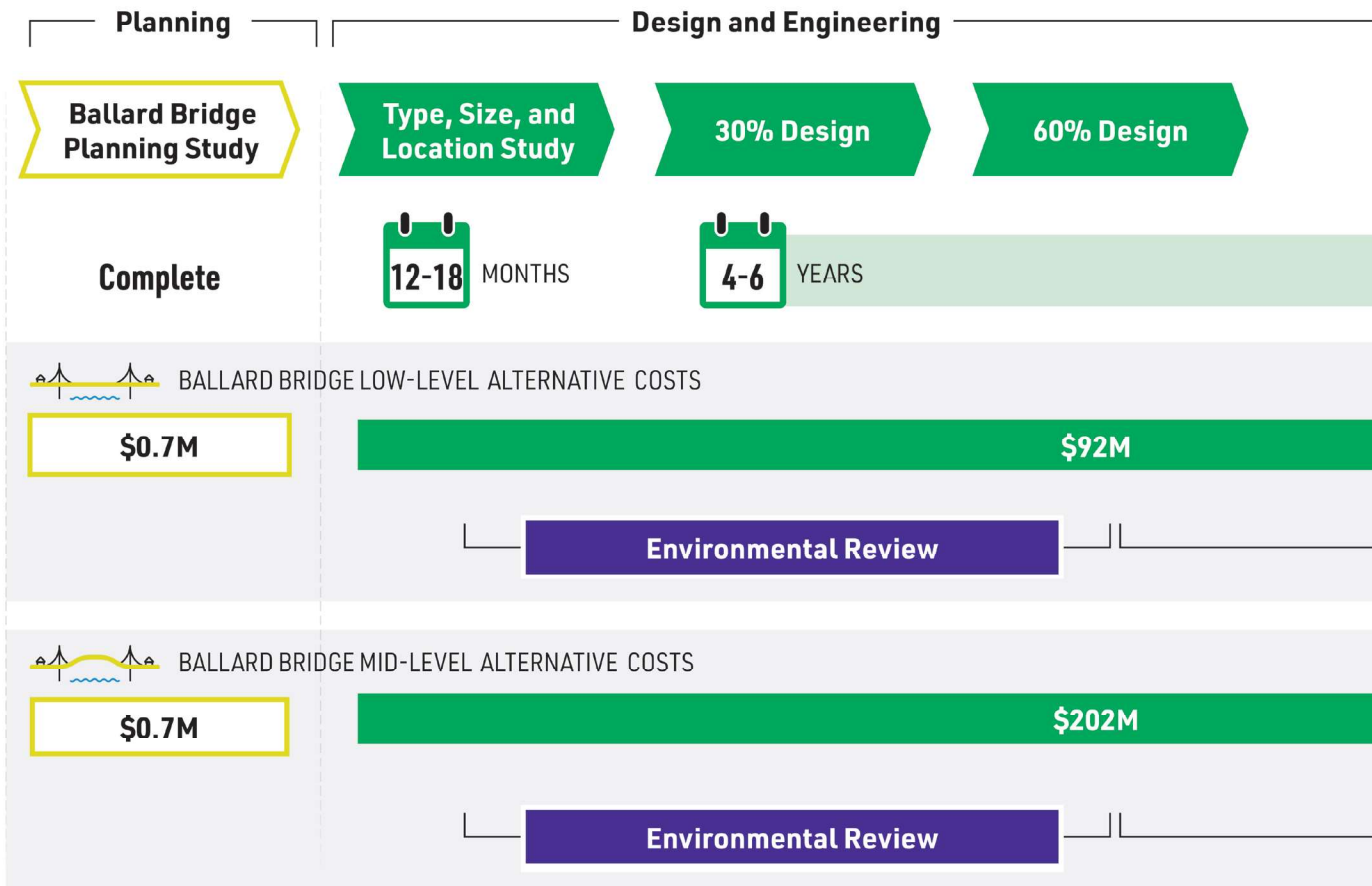 Planning
Design and Engineering
Ballard Bridge
Planning Study
Type, Size, and
Location Study
30% Design
60% Design
Complete
12-18 MONTHS
4-6 YEARS
BALLARD BRIDGE LOW-LEVEL ALTERNATIVE COSTS
$0.7M
$92M
Environmental Review
BALLARD BRIDGE MID-LEVEL ALTERNATIVE COSTS
$0.7M
$202M
Environmental Review